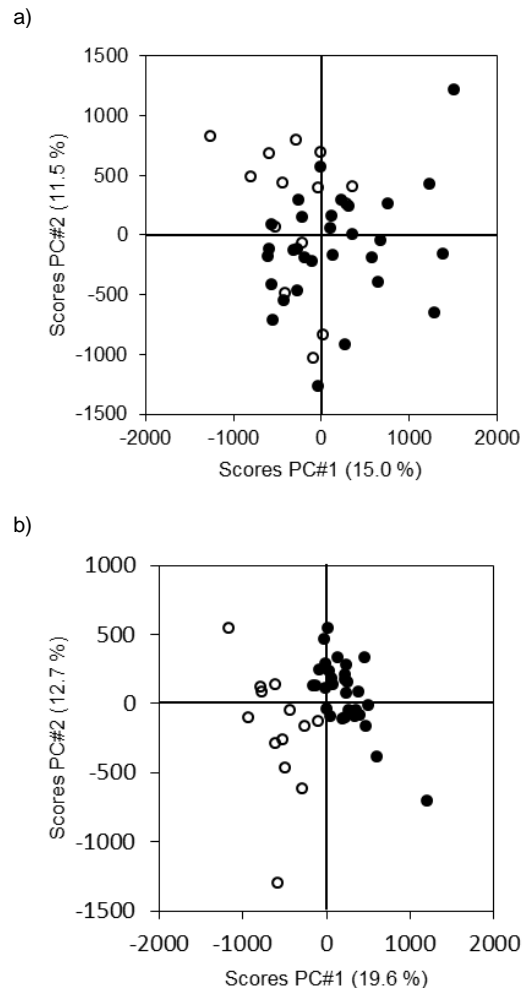 a)
1500
1000
500
0
-500
-1000
-1500
-2000 -1000 0 1000 2000
Scores PC#2 (11.5 %)
Scores PC#1 (15.0 %)
b)
1000
500
0
-500
-1000
-1500
-2000 -1000 0 1000 2000
Scores PC#2 (12.7 %)
Scores PC#1 (19.6 %)